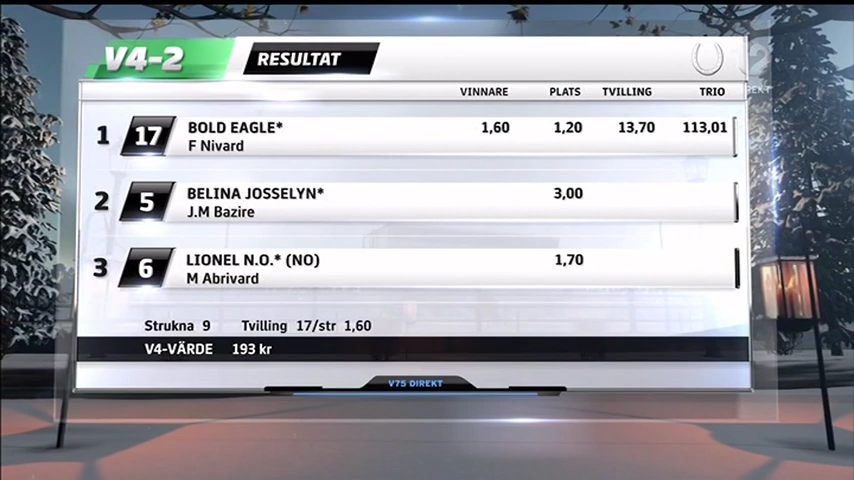 V4-2 RESULTAT
VINNARE PLATS TVILLING TRIO
1 17 BOLD EAGLE* 1,60 1,20 13,70 113,01
F Nivard
2 5 BELINA JOSSELYN* 3,00
J.M Bazire
3 6 LIONEL N.O.* (NO) 1,70
M Abrivard
Strukna 9 Tvilling 17/str 1,60
V4-VÄRDE 193 kr
V75 DIREKT